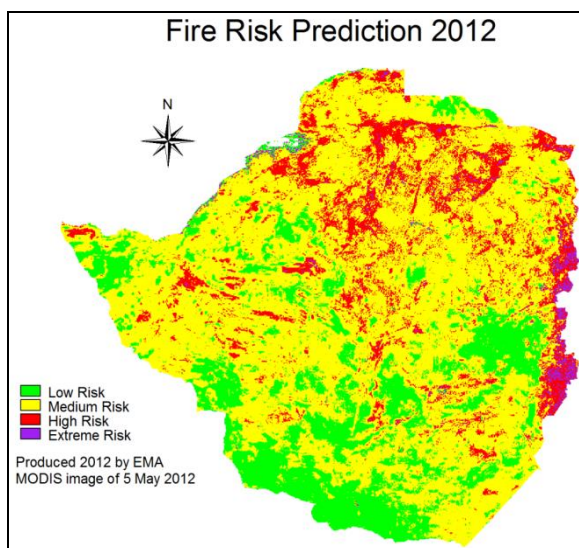 Fire Risk Prediction 2012
N
Low Risk
Medium Risk
High Risk
Extreme Risk
Produced 2012 by EMA
MODIS image of 5 May 2012